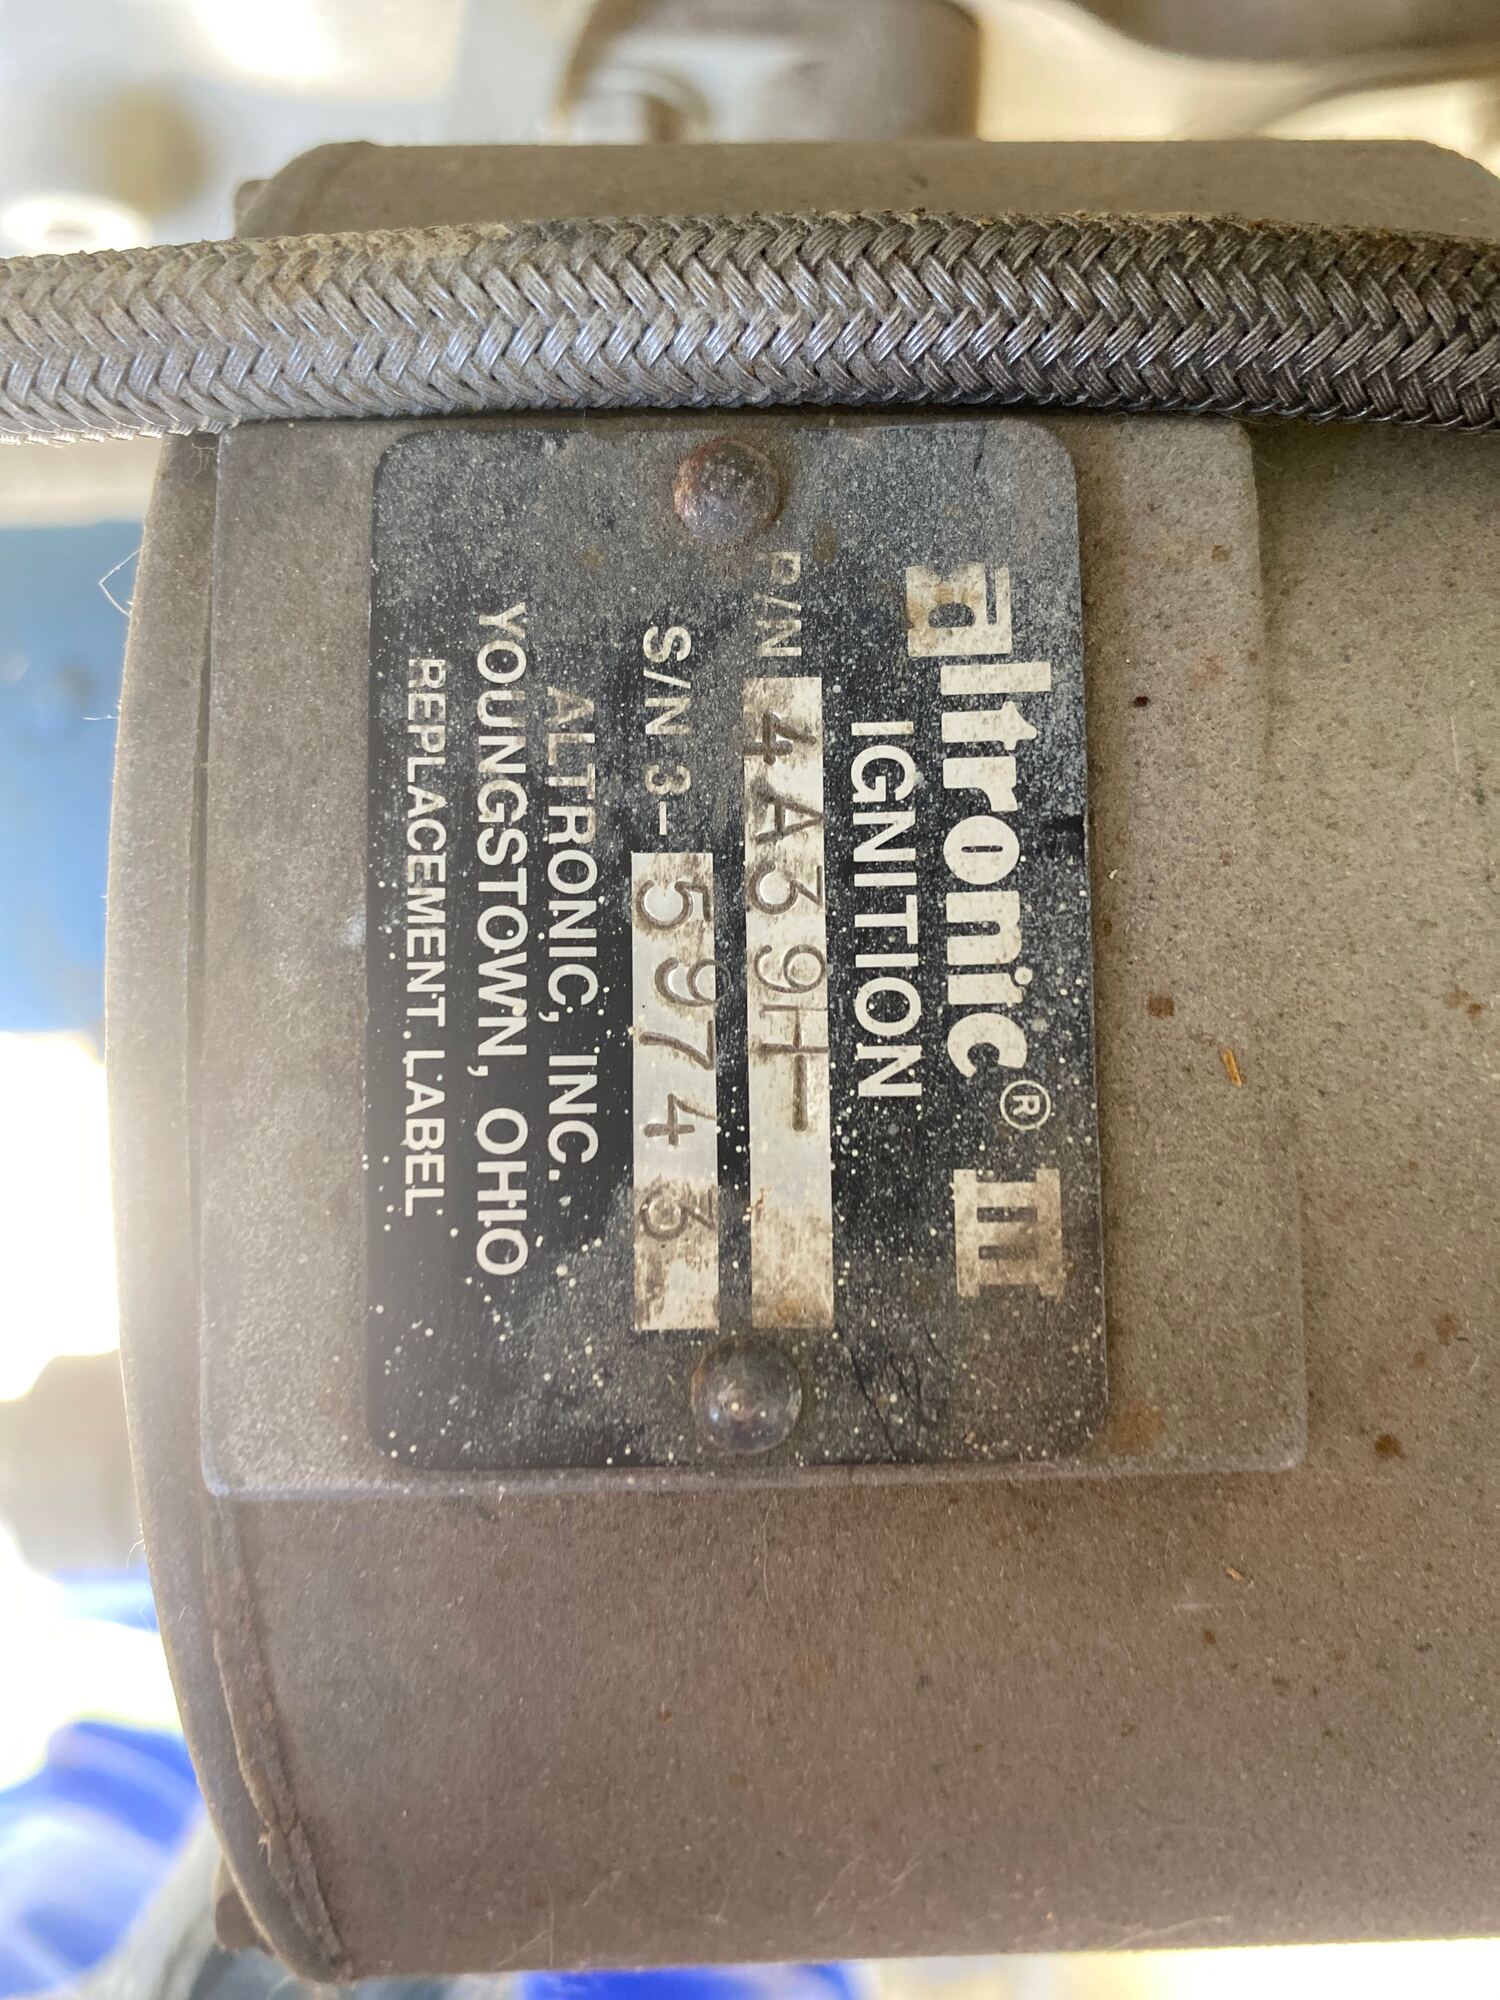 altronic® III
IGNITION
P/N 4A39H-
S/N 3-59743
ALTRONIC, INC.
YOUNGSTOWN, OHIO
REPLACEMENT LABEL